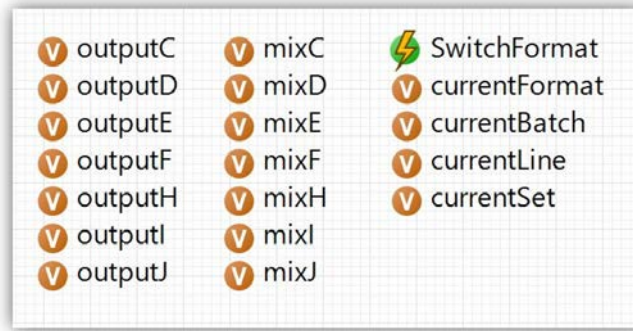 outputC
outputD
outputE
outputF
outputH
outputI
outputJ
mixC
mixD
mixE
mixF
mixH
mixI
mixJ
SwitchFormat
currentFormat
currentBatch
currentLine
currentSet